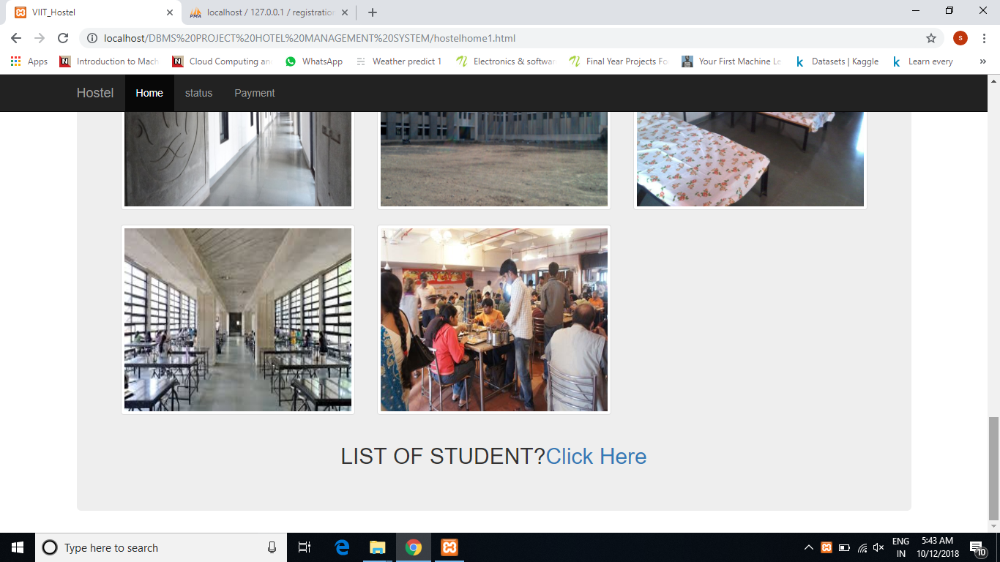 VIIT_Hostel
localhost / 127.0.0.1 / registration
localhost/DBMS%20PROJECT%20HOTEL%20MANAGEMENT%20SYSTEM/hostelhome1.html
s
Apps Introduction to Mach Cloud Computing an WhatsApp Weather predict 1 Electronics & softwar Final Year Projects Fo Your First Machine Le Datasets | Kaggle Learn every
Hostel Home status Payment
LIST OF STUDENT?Click Here
Type here to search
ENG
IN
5:43 AM
10/12/2018
10